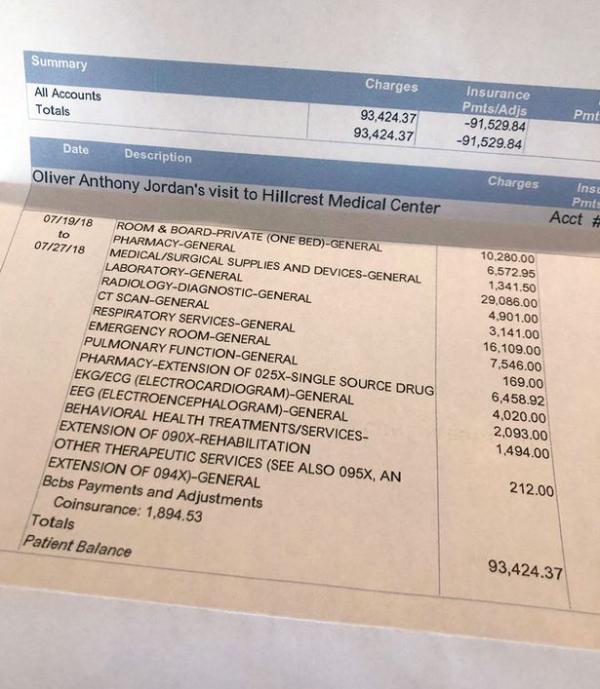 Summary
Charges Insurance Pmts/Adjs
All Accounts 93,424.37 -91,529.84
Totals 93,424.37 -91,529.84
Date Description Charges
Oliver Anthony Jordan's visit to Hillcrest Medical Center Acct #
07/19/18 to 07/27/18
ROOM & BOARD-PRIVATE (ONE BED)-GENERAL 10,280.00
PHARMACY-GENERAL 6,572.95
MEDICAL/SURGICAL SUPPLIES AND DEVICES-GENERAL 1,341.50
LABORATORY-GENERAL 29,086.00
RADIOLOGY-DIAGNOSTIC-GENERAL 4,901.00
CT SCAN-GENERAL 3,141.00
RESPIRATORY SERVICES-GENERAL 16,109.00
EMERGENCY ROOM-GENERAL 7,546.00
PULMONARY FUNCTION-GENERAL 169.00
PHARMACY-EXTENSION OF 025X-SINGLE SOURCE DRUG 6,458.92
EKG/ECG (ELECTROCARDIOGRAM)-GENERAL 4,020.00
EEG (ELECTROENCEPHALOGRAM)-GENERAL 2,093.00
BEHAVIORAL HEALTH TREATMENTS/SERVICES- 1,494.00
EXTENSION OF 090X-REHABILITATION
OTHER THERAPEUTIC SERVICES (SEE ALSO 095X, AN 212.00
EXTENSION OF 094X)-GENERAL
Bcbs Payments and Adjustments
Coinsurance: 1,894.53
Totals 93,424.37
Patient Balance